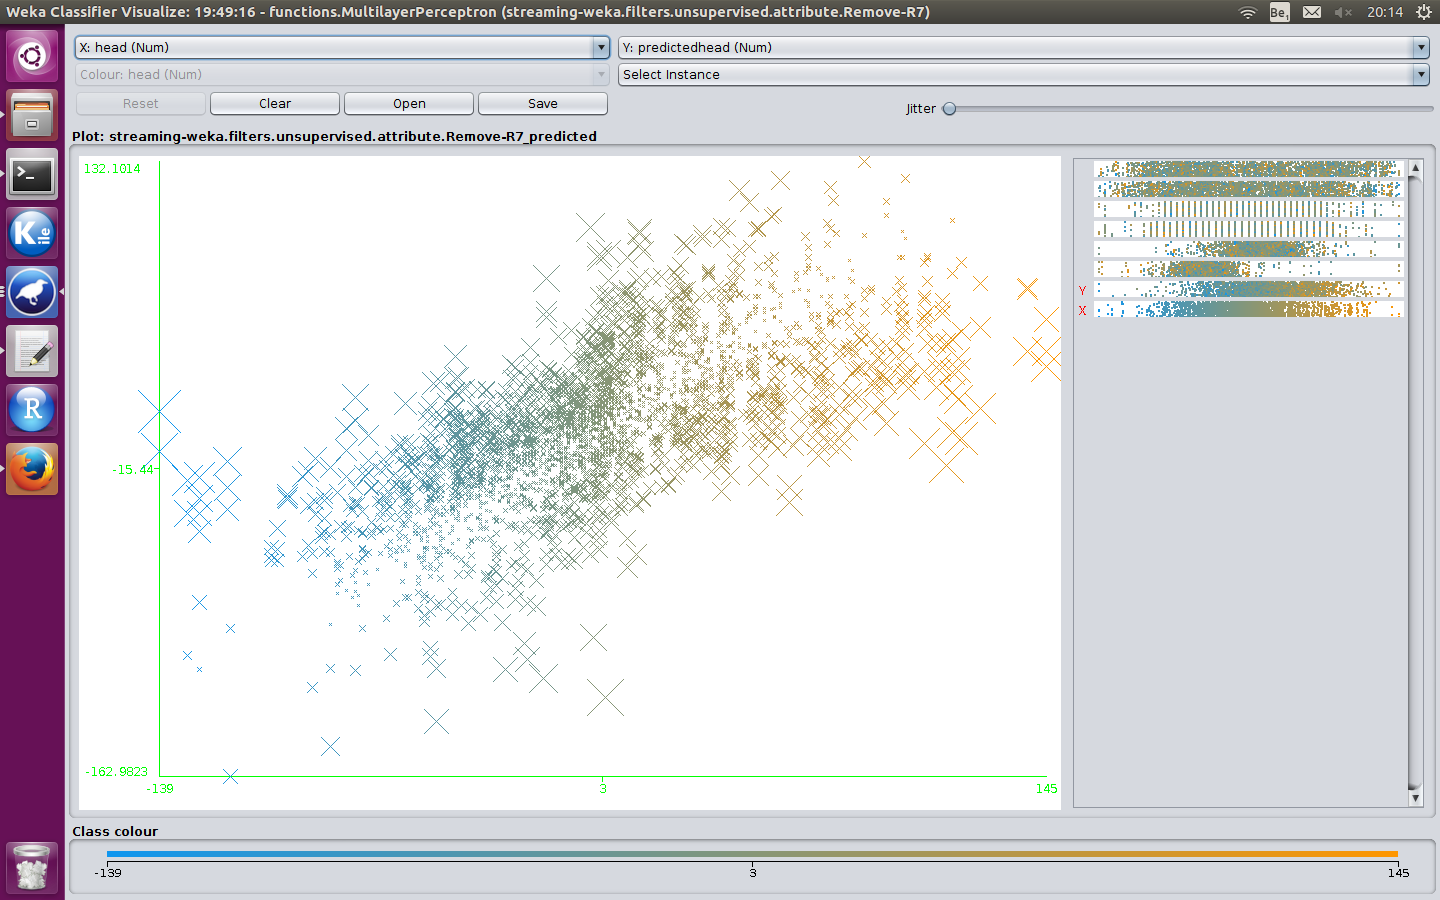 Weka Classifier Visualize: 19:49:16 - functions.MultilayerPerceptron (streaming-weka.filters.unsupervised.attribute.Remove-R7)
Be1
20:14
X: head (Num)
Y: predictedhead (Num)
Colour: head (Num)
Select Instance
Reset
Clear
Open
Save
Jitter
Plot: streaming-weka.filters.unsupervised.attribute.Remove-R7_predicted
132.1014
-15.44
-162.9823
-139
3
145
Y
X
K
ile
R
>_
Class colour
-139
3
145